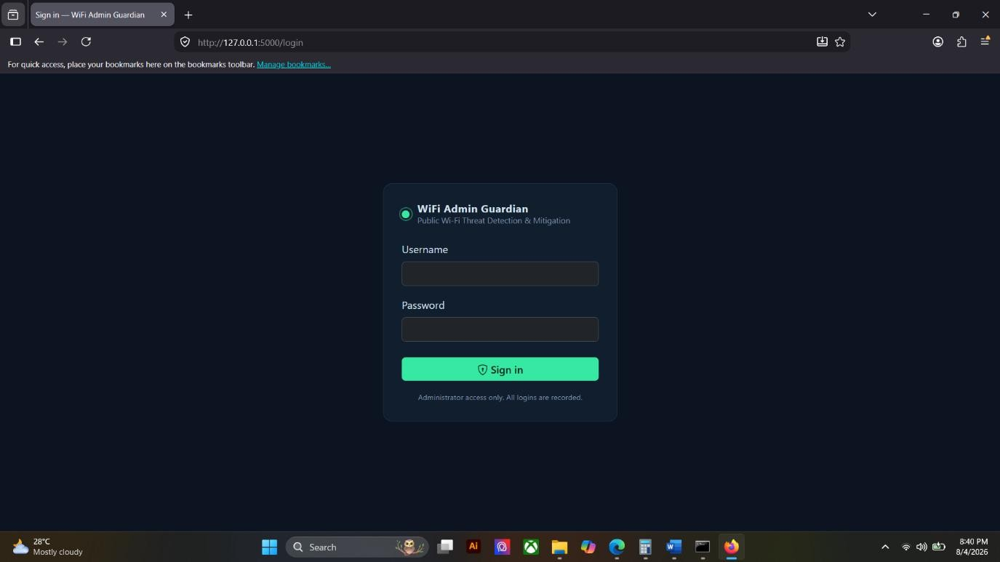 Sign in — WiFi Admin Guardian
http://127.0.0.1:5000/login
For quick access, place your bookmarks here on the bookmarks toolbar. Manage bookmarks...
WiFi Admin Guardian
Public Wi-Fi Threat Detection & Mitigation
Username
Password
Sign in
Administrator access only. All logins are recorded.
28°C
Mostly cloudy
Search
Ai
W
8:40 PM
8/4/2026